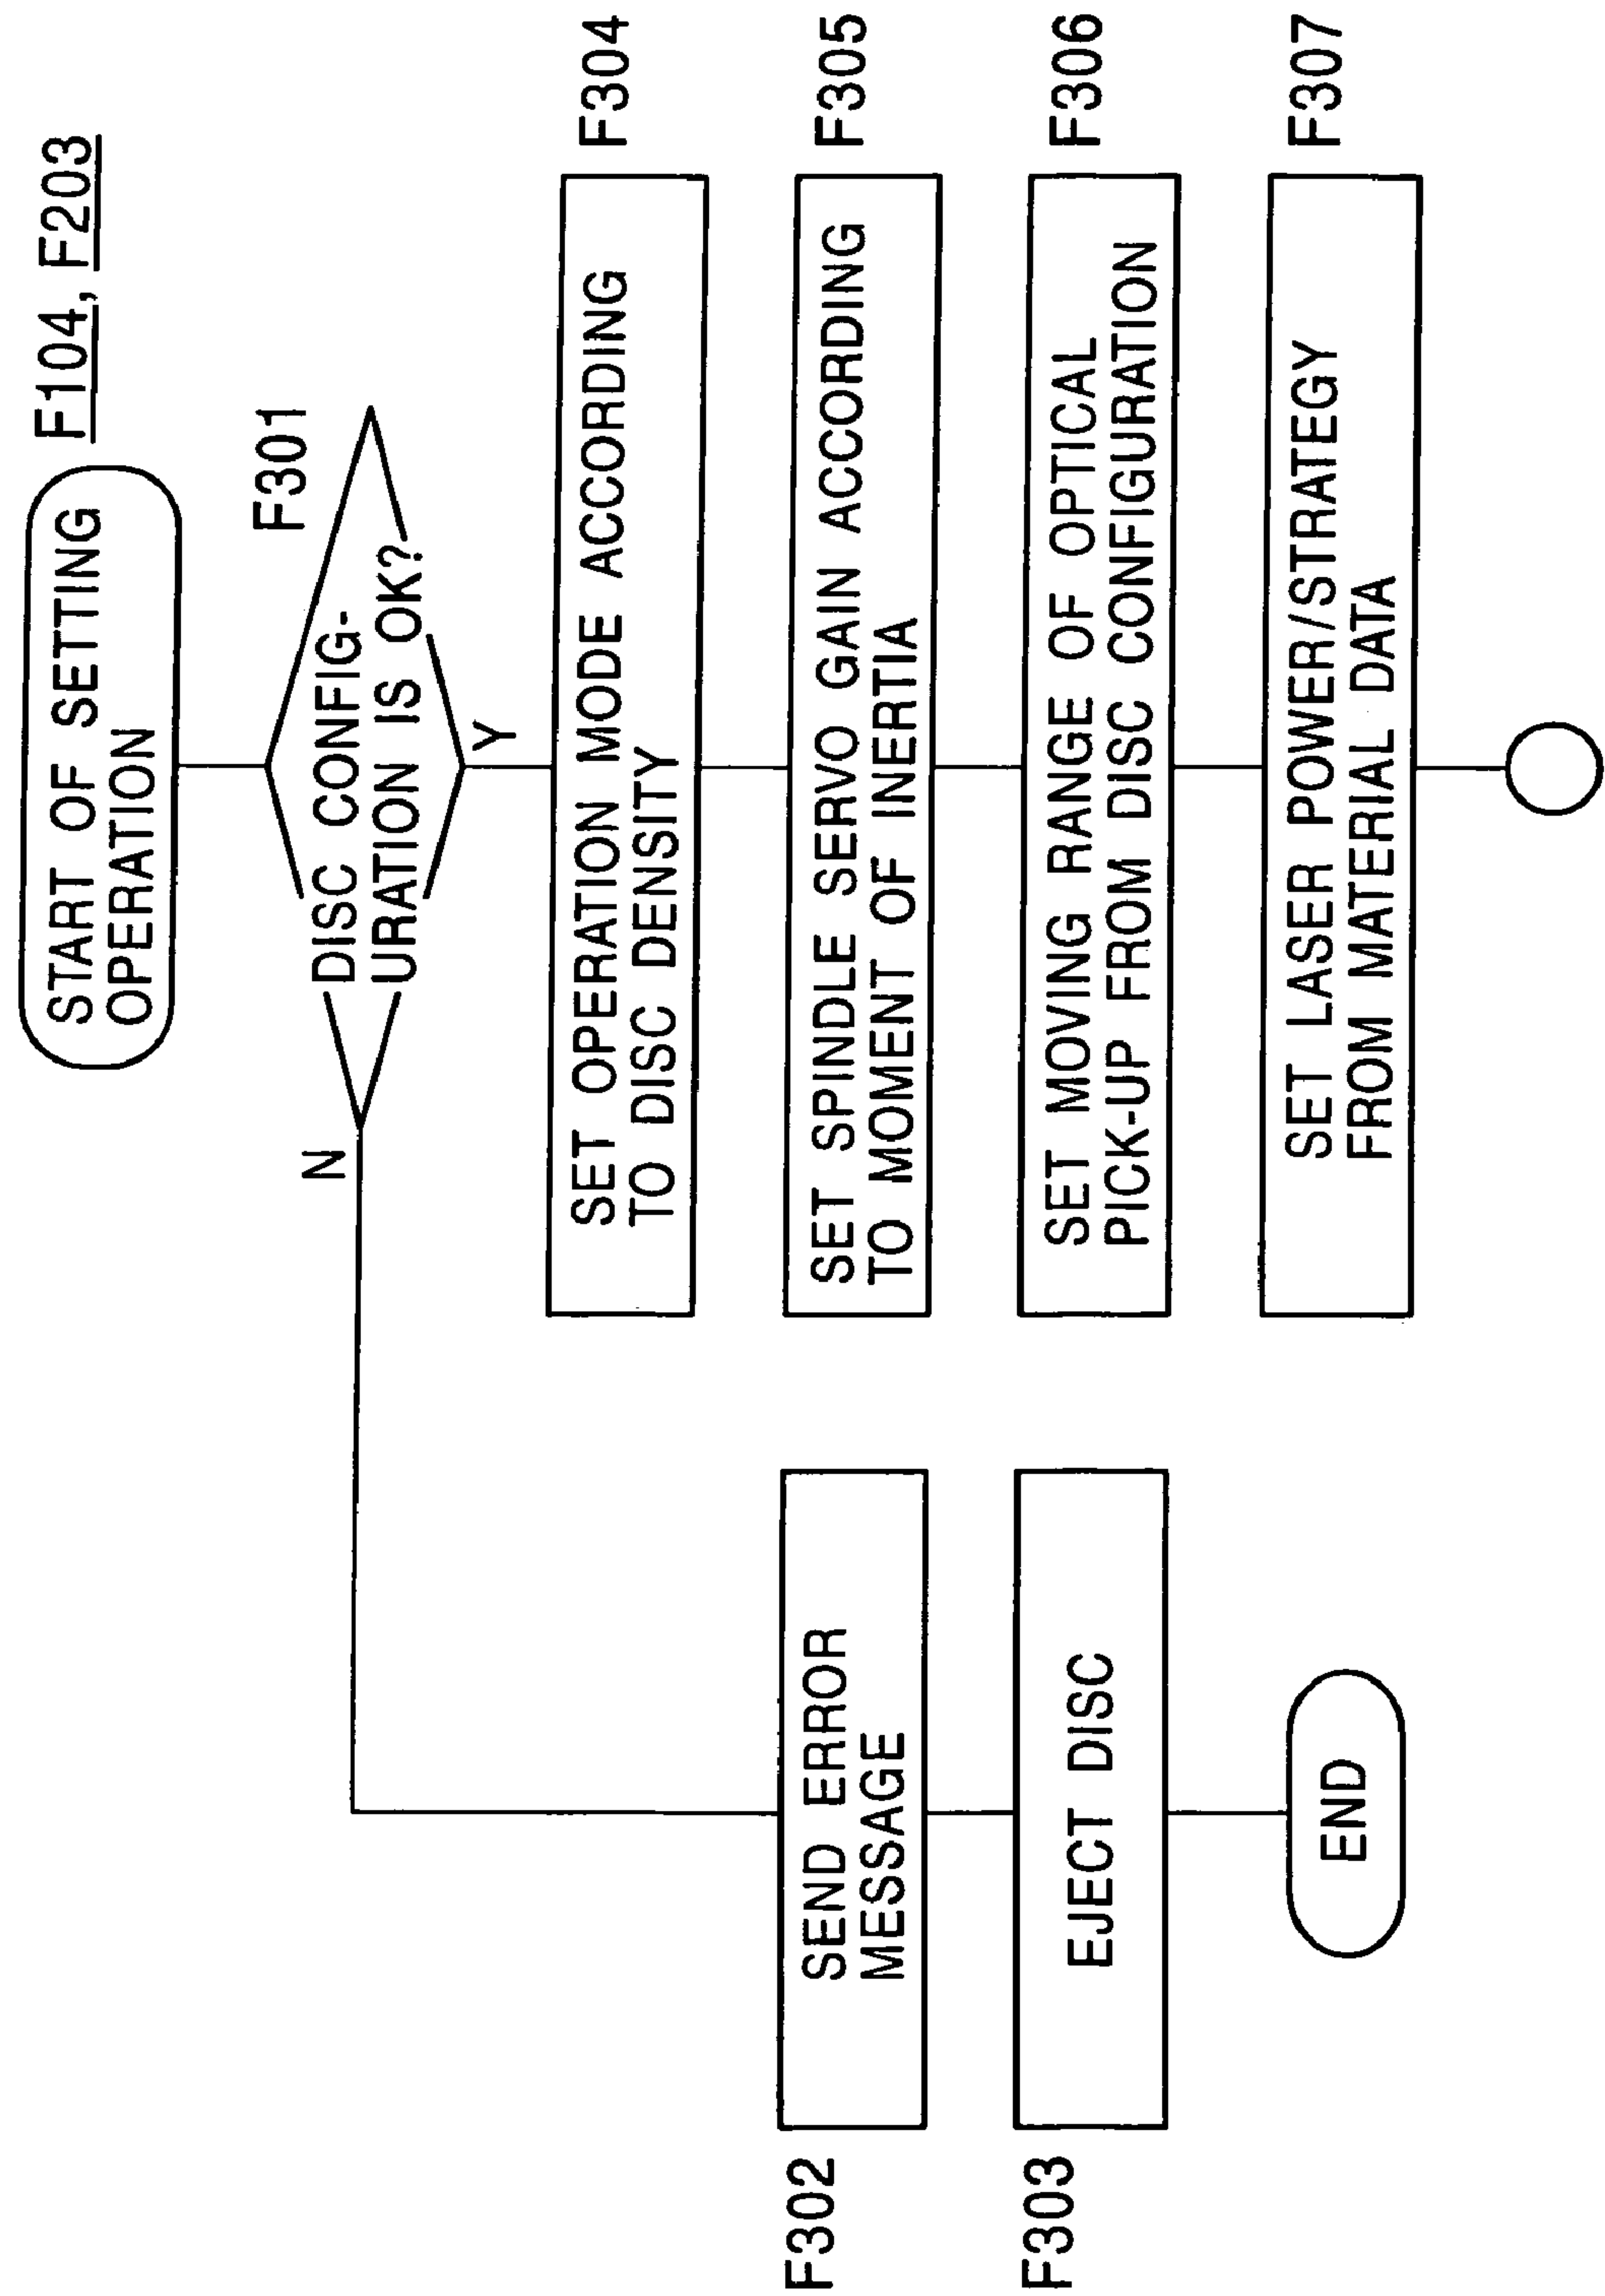 F104, F203
START OF SETTING
OPERATION
F301
DISC CONFIG-
URATION IS OK?
N
Y
SET OPERATION MODE ACCORDING
TO DISC DENSITY
F304
SET SPINDLE SERVO GAIN ACCORDING
TO MOMENT OF INERTIA
F305
SET MOVING RANGE OF OPTICAL
PICK-UP FROM DISC CONFIGURATION
F306
SET LASER POWER/STRATEGY
FROM MATERIAL DATA
F307
F302
SEND ERROR
MESSAGE
F303
EJECT DISC
END